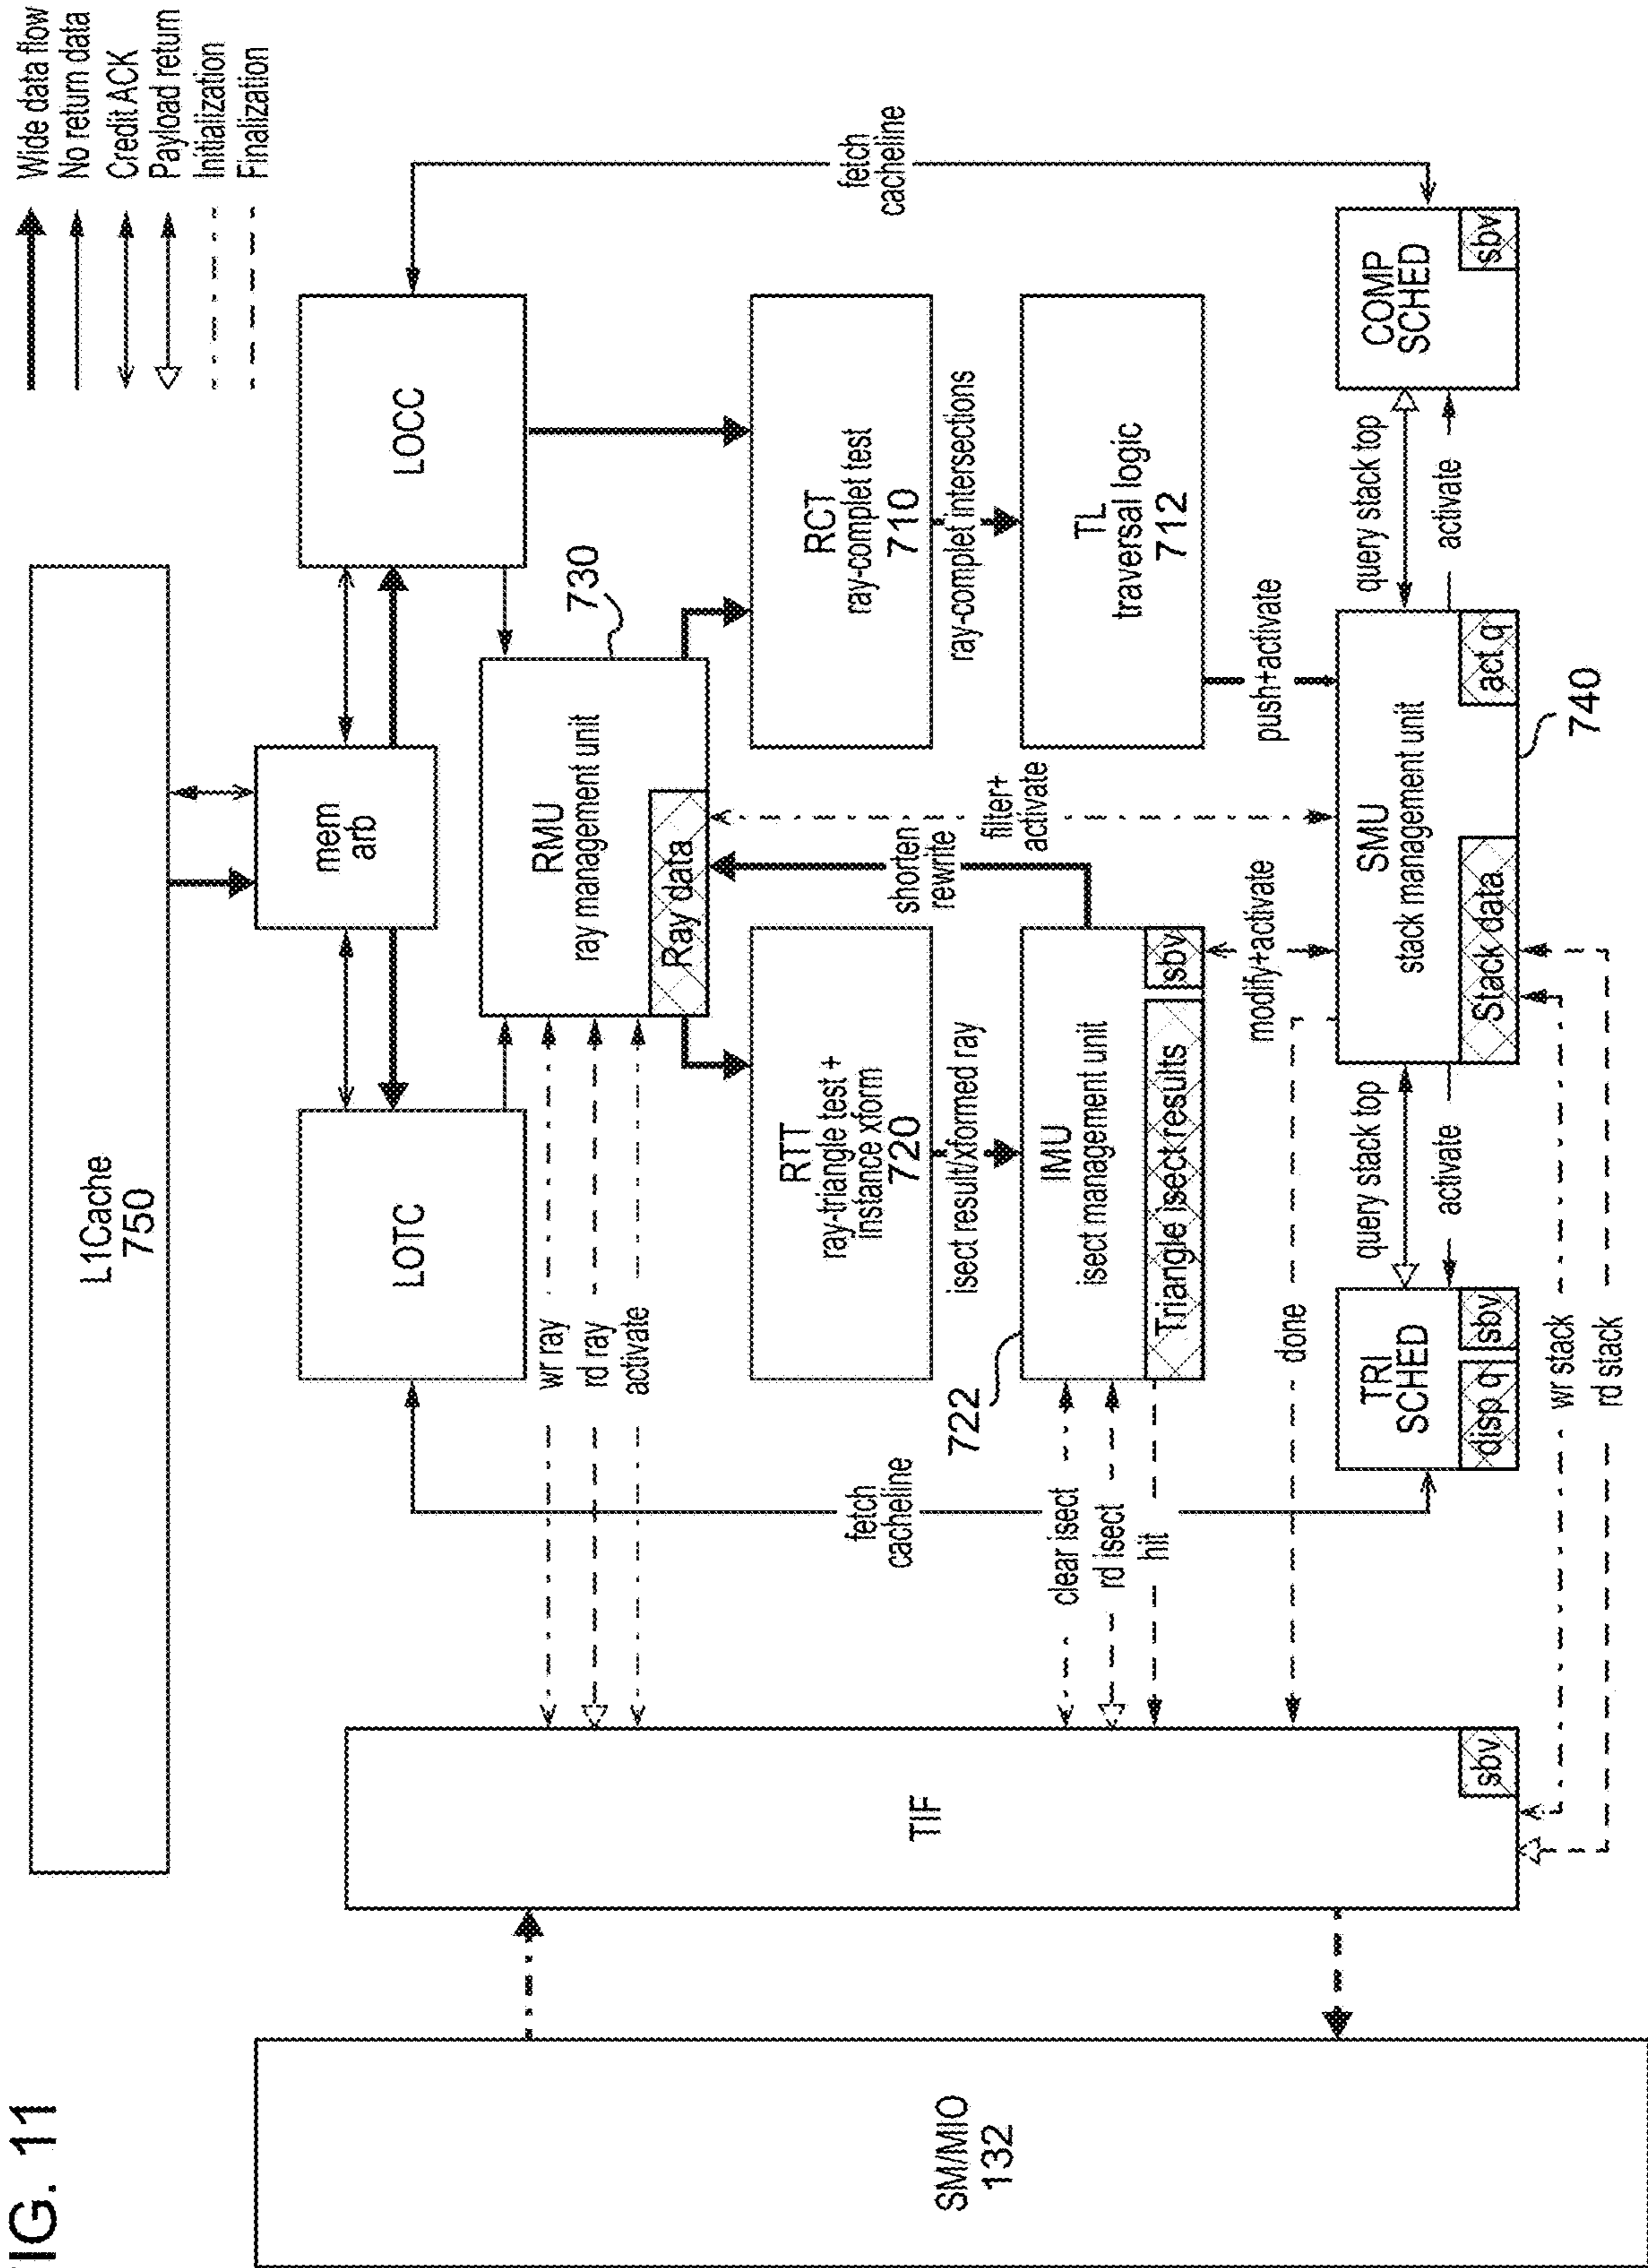 FIG. 11
Wide data flow
No return data
Credit ACK
Payload return
Initialization
Finalization
L1Cache
750
mem
arb
LOTC
LOCC
RMU
ray management unit
Ray data
730
wr ray
rd ray
activate
fetch
cacheline
fetch
cacheline
RTT
ray-triangle test +
instance xform
720
RCT
ray-complet test
710
isect result/xformed ray
ray-complet intersections
shorten
rewrite
filter+
activate
722
IMU
isect management unit
Triangle isect results
sbv
TL
traversal logic
712
clear isect
rd isect
hit
modify+activate
push+activate
done
TIF
sbv
SM/MIO
132
TRI
SCHED
disp q
sbv
query stack top
activate
SMU
stack management unit
Stack data
act q
740
query stack top
activate
COMP
SCHED
sbv
wr stack
rd stack